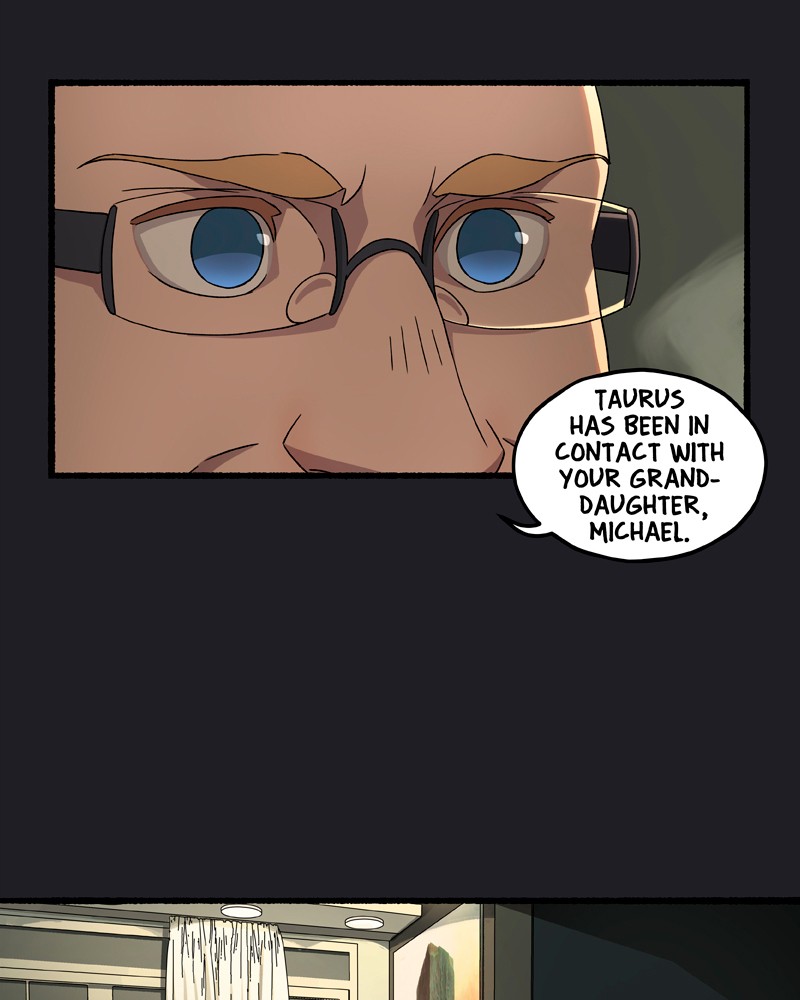 TAURUS
HAS BEEN IN
CONTACT WITH
YOUR GRAND-
DAUGHTER,
MICHAEL.